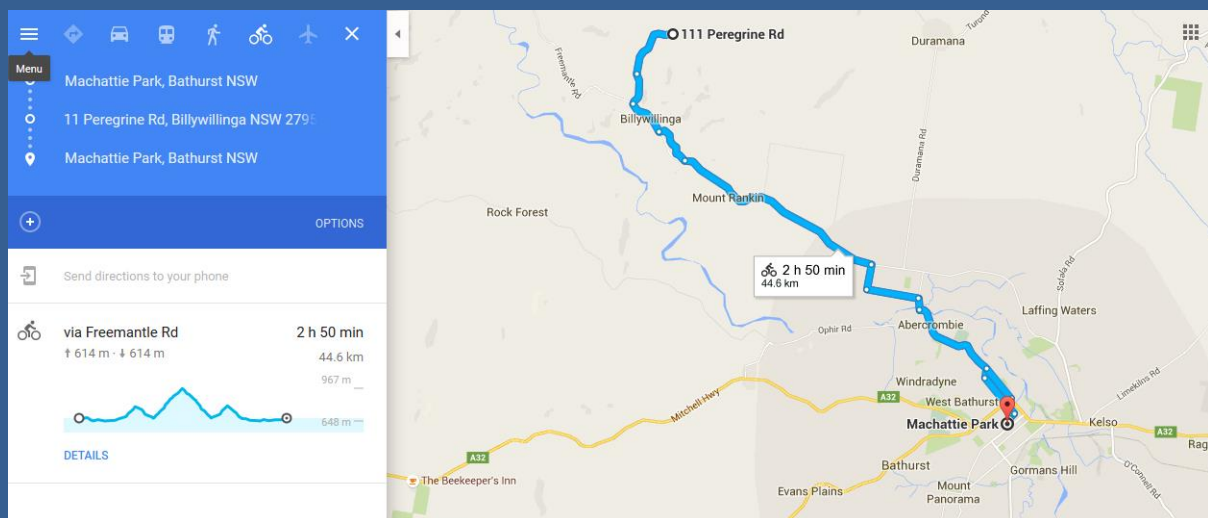 Menu
Machattie Park, Bathurst NSW
11 Peregrine Rd, Billywillinga NSW 2795
Machattie Park, Bathurst NSW
OPTIONS
Send directions to your phone
via Freemantle Rd
2 h 50 min
↑ 614 m · ↓ 614 m
44.6 km
967 m
648 m
DETAILS
111 Peregrine Rd
Duramana
Turond
Freemantle Rd
Billywillinga
Duramana Rd
Mount Rankin
Rock Forest
2 h 50 min
44.6 km
Sofala Rd
Laffing Waters
Ophir Rd
Abercrombie
Limekilns Rd
Windradyne
A32
West Bathurst
Mitchell Hwy
Machattie Park
Kelso
A32
Rag
A32
Bathurst
Gormans Hill
O'Connell Rd
The Beekeeper's Inn
Evans Plains
Mount
Panorama